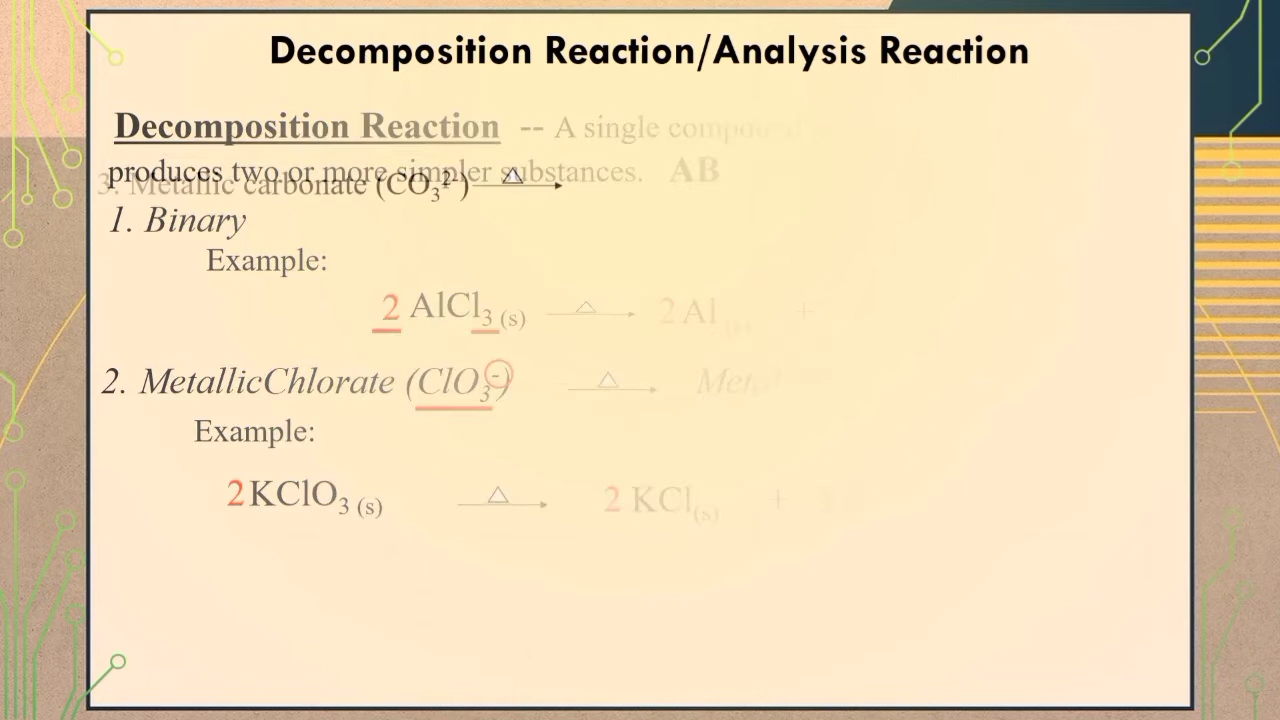 Decomposition Reaction/Analysis Reaction
Decomposition Reaction -- A single compound
produces two or more simpler substances. AB
3. Metallic carbonate (CO₃²⁻) △→
1. Binary
Example:
2 AlCl₃ (s) △→ 2 Al (s) +
2. MetallicChlorate (ClO₃⁻) △→
Example:
2KClO₃ (s) △→ 2 KCl(s) +